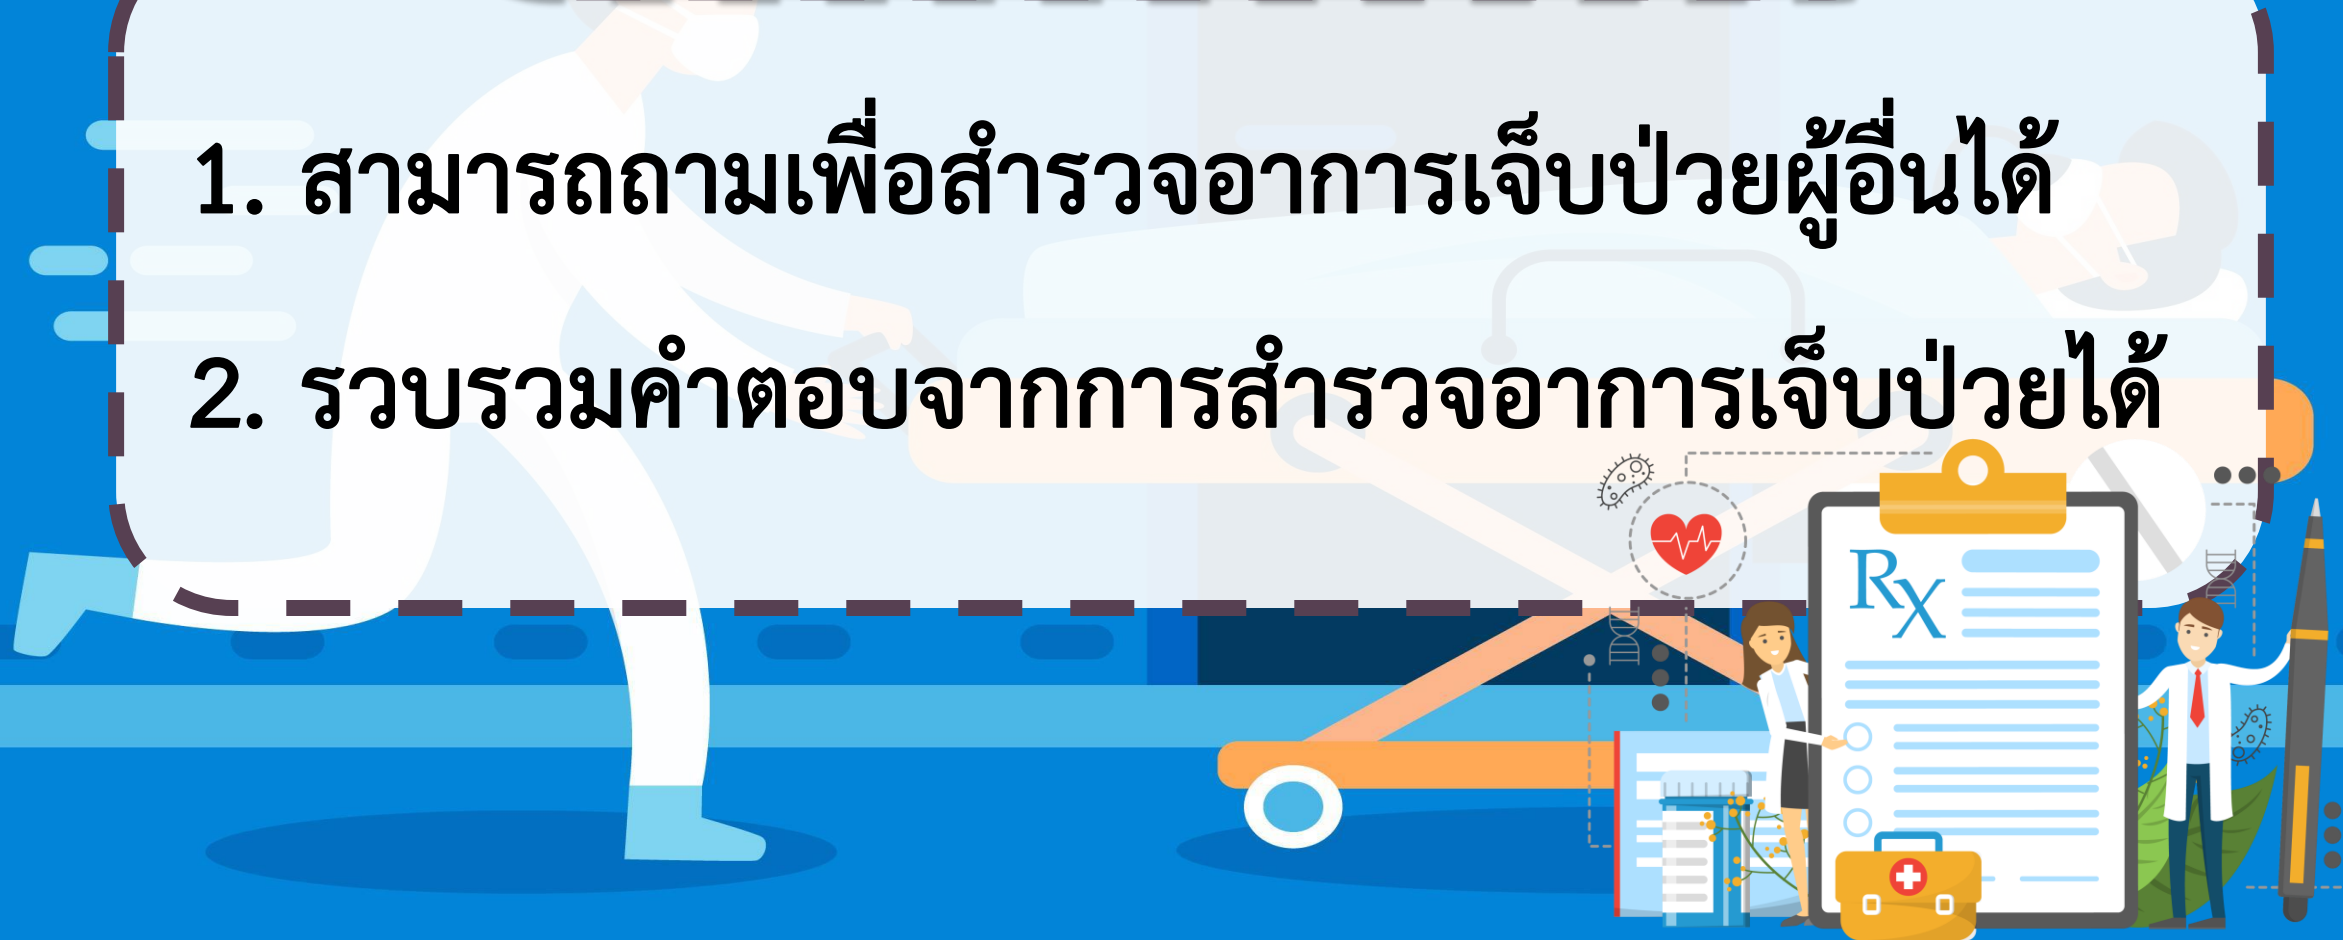 1. สามารถถามเพื่อสำรวจอาการเจ็บป่วยผู้อื่นได้
2. รวบรวมคำตอบจากการสำรวจอาการเจ็บป่วยได้
RX